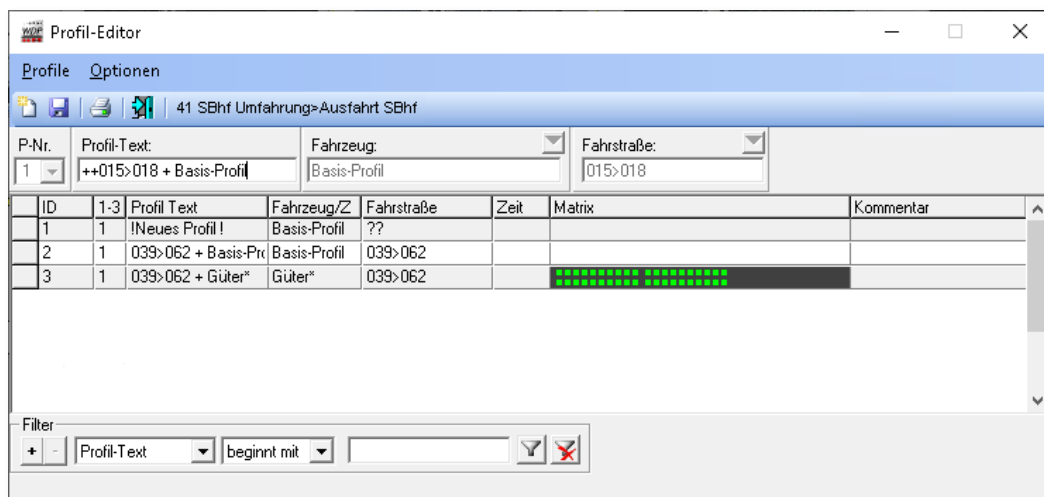 WDP Profil-Editor
Profile Optionen
41 SBhf Umfahrung>Ausfahrt SBhf
P-Nr. Profil-Text: Fahrzeug: Fahrstraße:
1 ++015>018 + Basis-Profil Basis-Profil 015>018
ID 1-3 Profil Text Fahrzeug/Z Fahrstraße Zeit Matrix Kommentar
1 1 !Neues Profil ! Basis-Profil ??
2 1 039>062 + Basis-Pro Basis-Profil 039>062
3 1 039>062 + Güter* Güter* 039>062
Filter
+ - Profil-Text beginnt mit